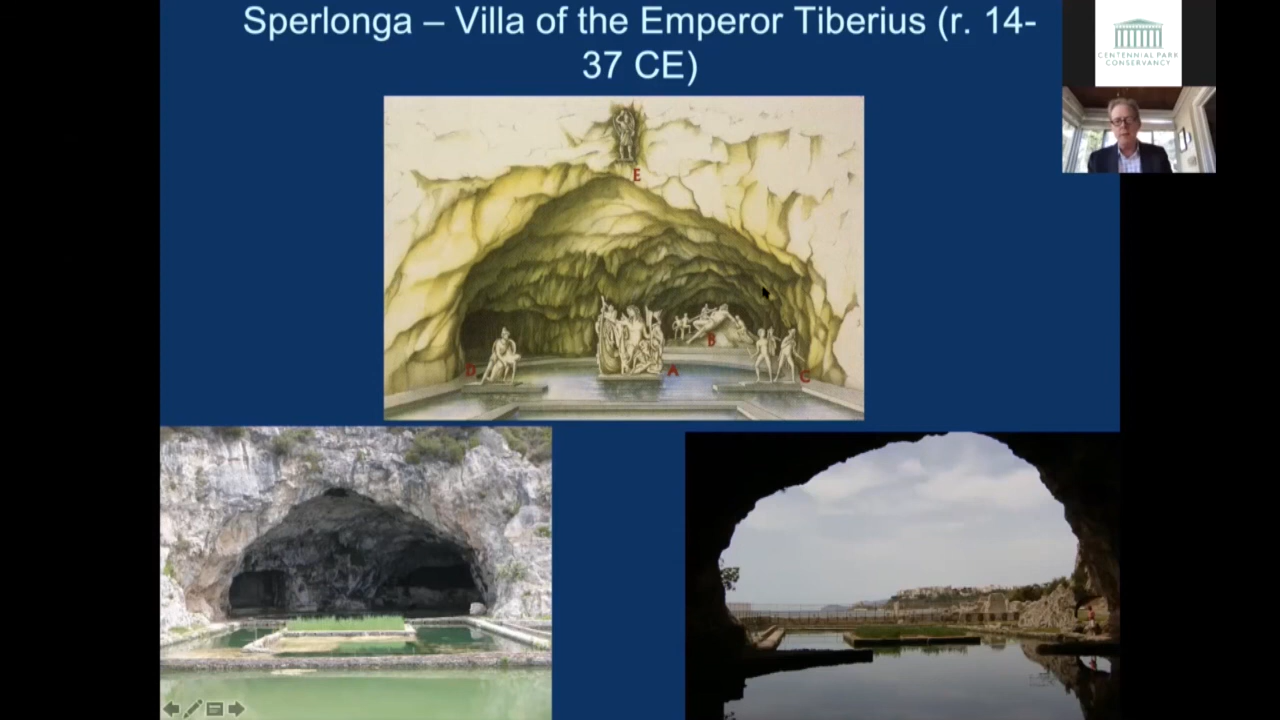 Sperlonga – Villa of the Emperor Tiberius (r. 14-
37 CE)
CENTENNIAL PARK
CONSERVANCY
E
B
D
A
C